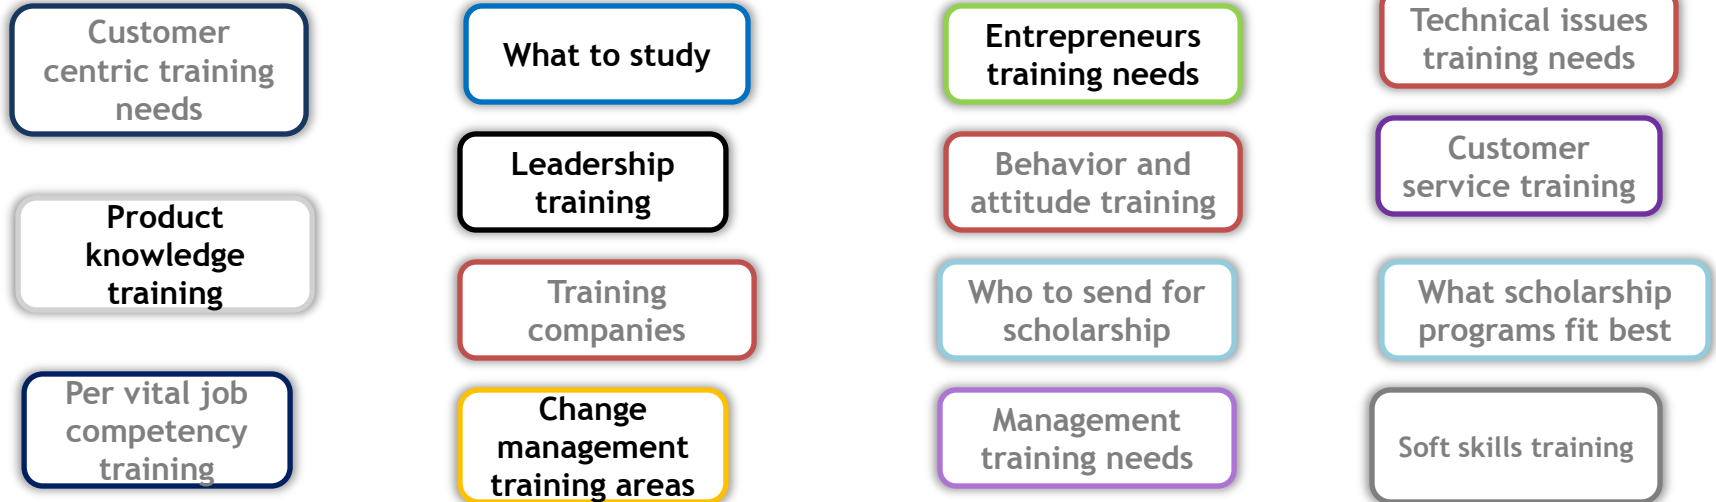 Customer
centric training
needs
Product
knowledge
training
Per vital job
competency
training
What to study
Leadership
training
Training
companies
Change
management
training areas
Entrepreneurs
training needs
Behavior and
attitude training
Who to send for
scholarship
Management
training needs
Technical issues
training needs
Customer
service training
What scholarship
programs fit best
Soft skills training